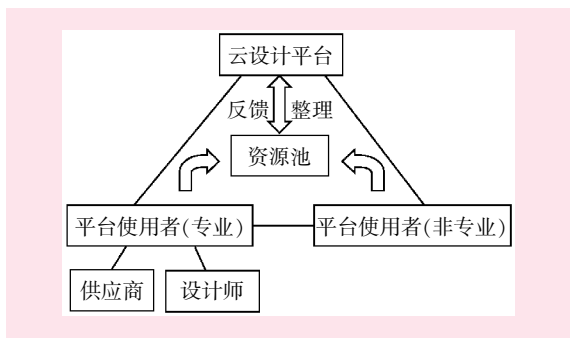 云设计平台
反馈 整理
资源池
平台使用者(专业) 平台使用者(非专业)
供应商 设计师